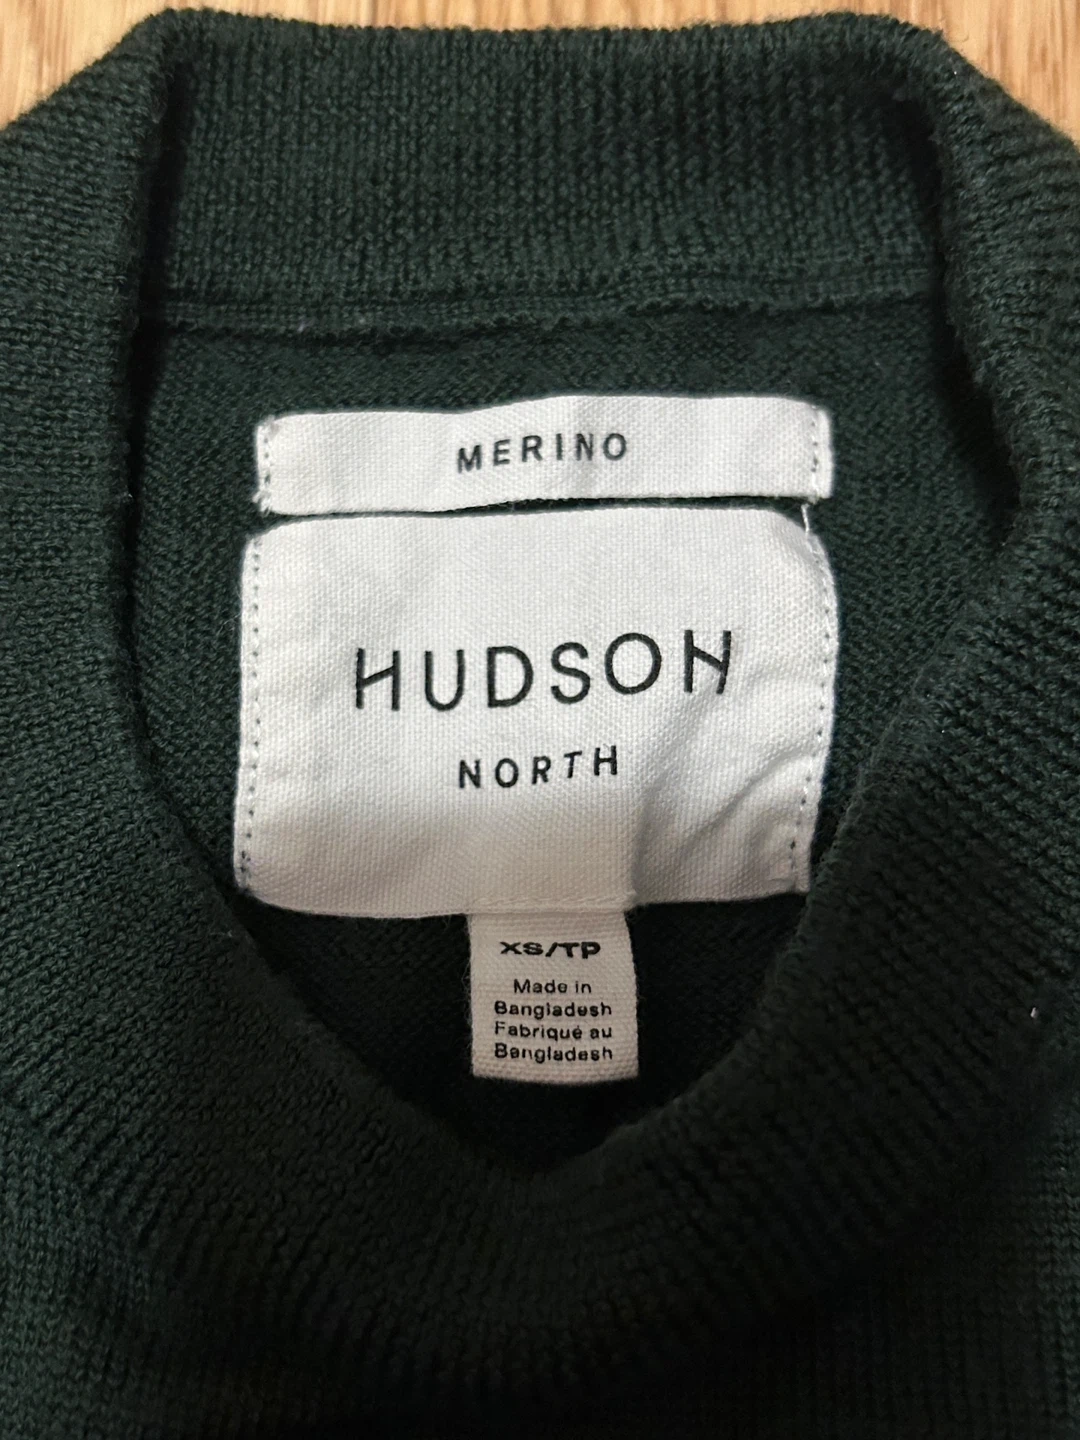 MERINO
HUDSON
NORTH
XS/TP
Made in
Bangladesh
Fabriqué au
Bangladesh